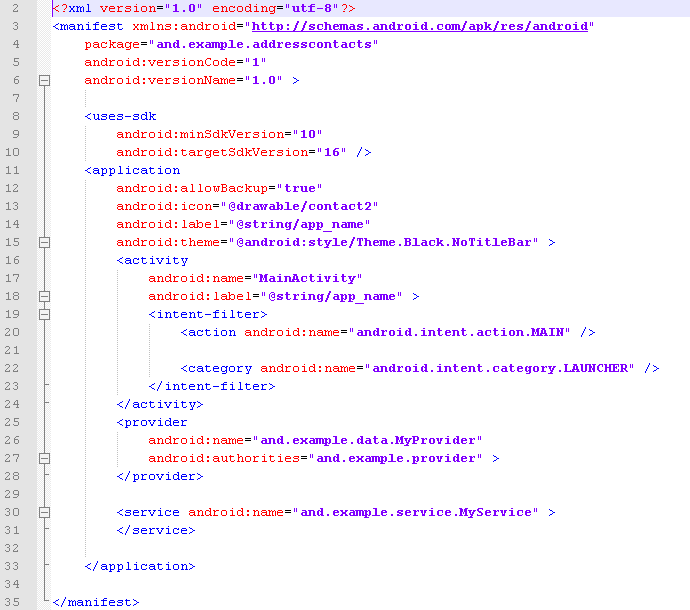 2 <?xml version="1.0" encoding="utf-8"?>
3 <manifest xmlns:android="http://schemas.android.com/apk/res/android"
4     package="and.example.addresscontacts"
5     android:versionCode="1"
6     android:versionName="1.0" >
7
8     <uses-sdk
9         android:minSdkVersion="10"
10         android:targetSdkVersion="16" />
11     <application
12         android:allowBackup="true"
13         android:icon="@drawable/contact2"
14         android:label="@string/app_name"
15         android:theme="@android:style/Theme.Black.NoTitleBar" >
16         <activity
17             android:name="MainActivity"
18             android:label="@string/app_name" >
19             <intent-filter>
20                 <action android:name="android.intent.action.MAIN" />
21
22                 <category android:name="android.intent.category.LAUNCHER" />
23             </intent-filter>
24         </activity>
25         <provider
26             android:name="and.example.data.MyProvider"
27             android:authorities="and.example.provider" >
28         </provider>
29
30         <service android:name="and.example.service.MyService" >
31         </service>
32
33     </application>
34
35 </manifest>